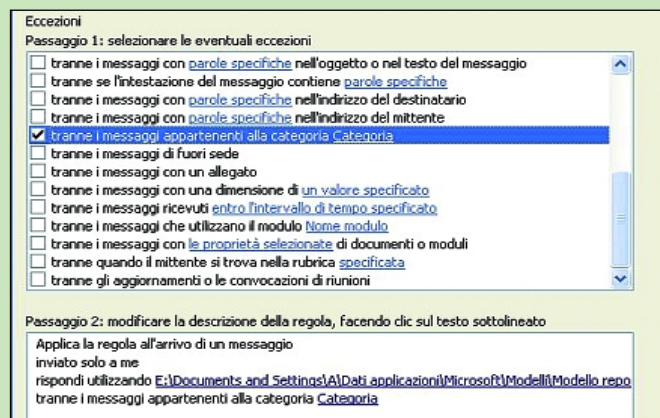 Eccezioni
Passaggio 1: selezionare le eventuali eccezioni
tranne i messaggi con parole specifiche nell'oggetto o nel testo del messaggio
tranne se l'intestazione del messaggio contiene parole specifiche
tranne i messaggi con parole specifiche nell'indirizzo del destinatario
tranne i messaggi con parole specifiche nell'indirizzo del mittente
tranne i messaggi appartenenti alla categoria Categoria
tranne i messaggi di fuori sede
tranne i messaggi con un allegato
tranne i messaggi con una dimensione di un valore specificato
tranne i messaggi ricevuti entro l'intervallo di tempo specificato
tranne i messaggi che utilizzano il modulo Nome modulo
tranne i messaggi con le proprietà selezionate di documenti o moduli
tranne quando il mittente si trova nella rubrica specificata
tranne gli aggiornamenti o le convocazioni di riunioni
Passaggio 2: modificare la descrizione della regola, facendo clic sul testo sottolineato
Applica la regola all'arrivo di un messaggio
inviato solo a me
rispondi utilizzando E:\Documents and Settings\A\Dati applicazioni\Microsoft\Modelli\Modello repo
tranne i messaggi appartenenti alla categoria Categoria